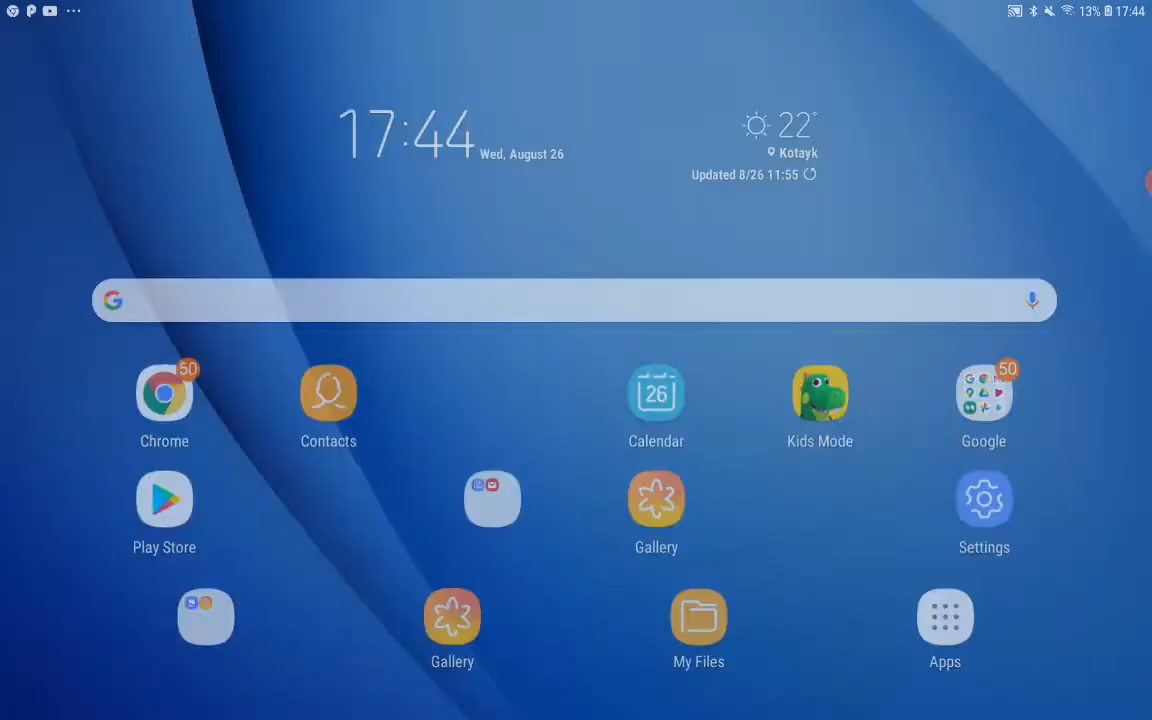 13% 17:44
17:44 Wed, August 26
22°
Kotayk
Updated 8/26 11:55
50
50
26
Chrome
Contacts
Calendar
Kids Mode
Google
Play Store
Gallery
Settings
Gallery
My Files
Apps